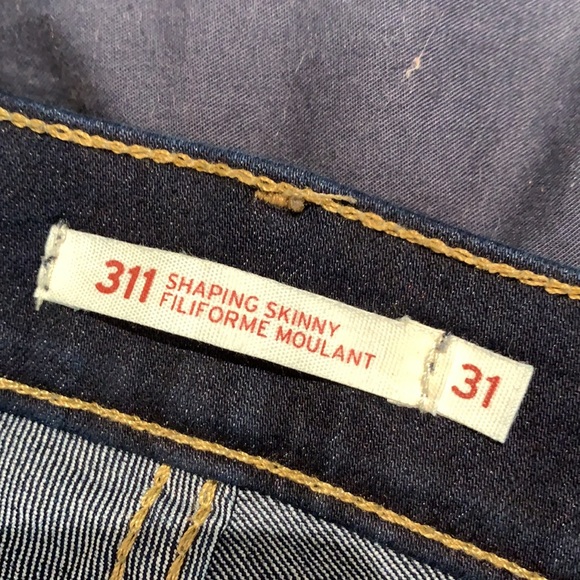 311
SHAPING SKINNY
FILIFORME MOULANT
31